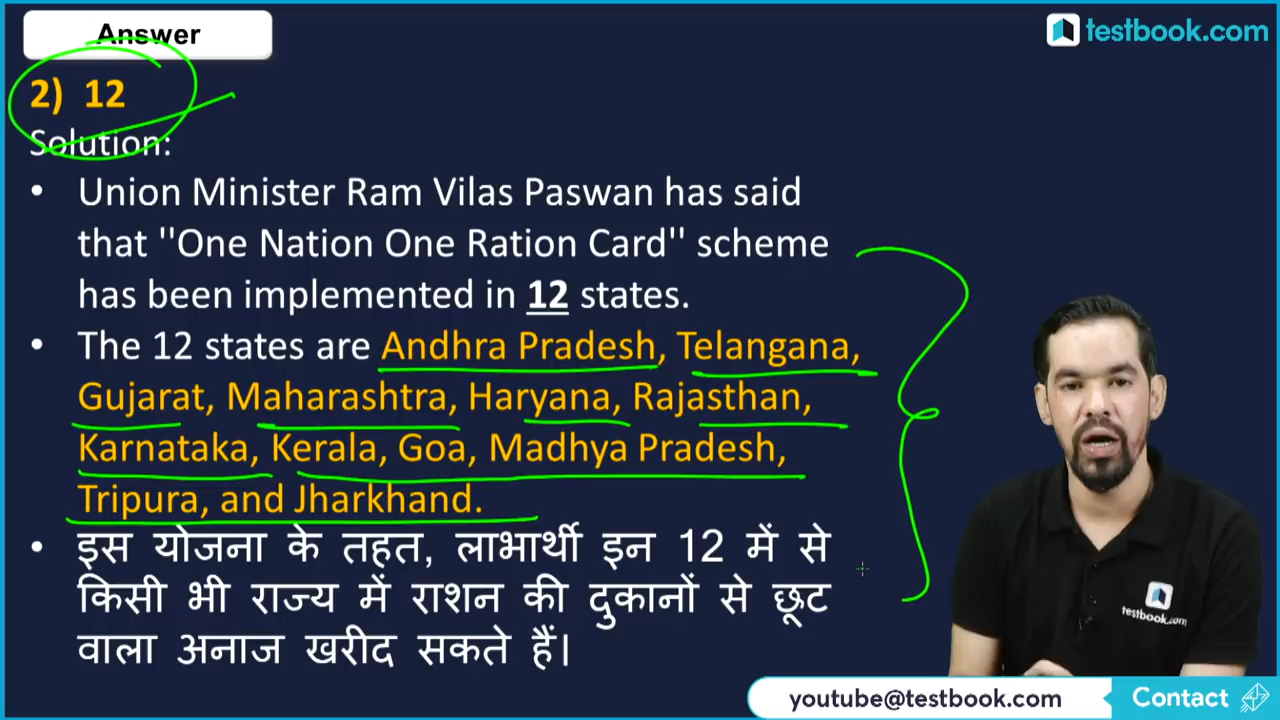 Answer
testbook.com
2) 12
Solution:
• Union Minister Ram Vilas Paswan has said
that "One Nation One Ration Card" scheme
has been implemented in 12 states.
• The 12 states are Andhra Pradesh, Telangana,
Gujarat, Maharashtra, Haryana, Rajasthan,
Karnataka, Kerala, Goa, Madhya Pradesh,
Tripura, and Jharkhand.
• इस योजना के तहत, लाभार्थी इन 12 में से
किसी भी राज्य में राशन की दुकानों से छूट
वाला अनाज खरीद सकते हैं।
testbook.com
youtube@testbook.com
Contact